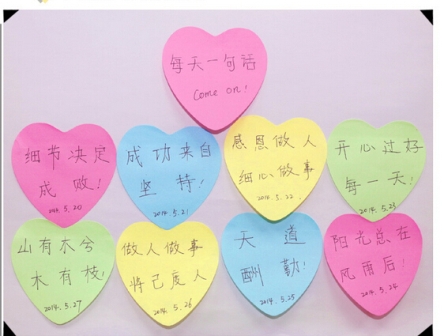 每天一句话
Come on!
细节决定
成败!
2014.5.20
成功来自
坚持!
2014.5.21
感恩做人
细心做事
2014.5.22
开心过好
每一天!
2014.5.23
山有木兮
木有枝!
2014.5.27
做人做事
将己度人
2014.5.26
天道
酬勤!
2014.5.25
阳光总在
风雨后!
2014.5.24